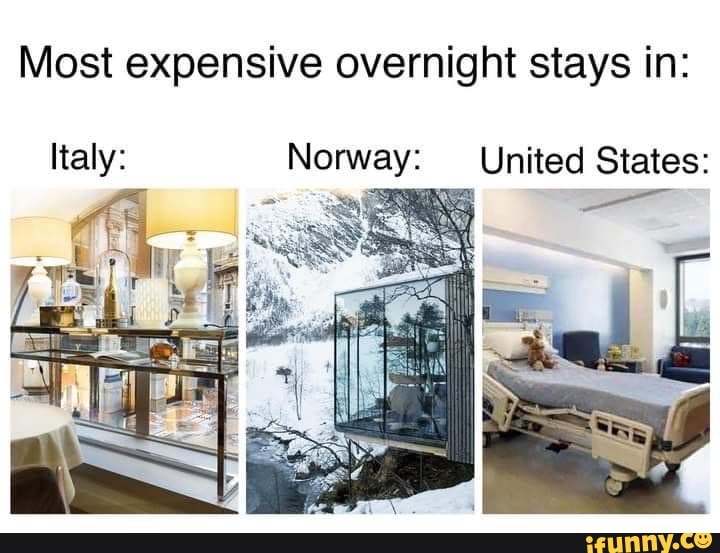 Most expensive overnight stays in:
Italy:
Norway:
United States:
ifunny.co